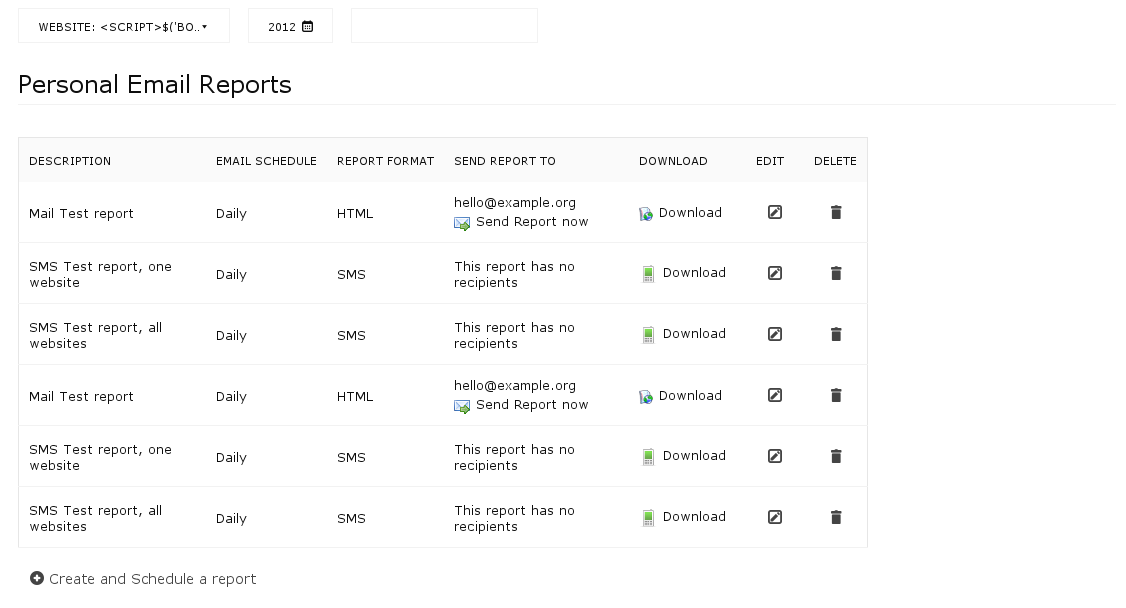 WEBSITE: <SCRIPT>$('BO..
2012
Personal Email Reports
DESCRIPTION EMAIL SCHEDULE REPORT FORMAT SEND REPORT TO DOWNLOAD EDIT DELETE
Mail Test report Daily HTML hello@example.org Download
Send Report now
SMS Test report, one Daily SMS This report has no Download
website recipients
SMS Test report, all Daily SMS This report has no Download
websites recipients
Mail Test report Daily HTML hello@example.org Download
Send Report now
SMS Test report, one Daily SMS This report has no Download
website recipients
SMS Test report, all Daily SMS This report has no Download
websites recipients
Create and Schedule a report